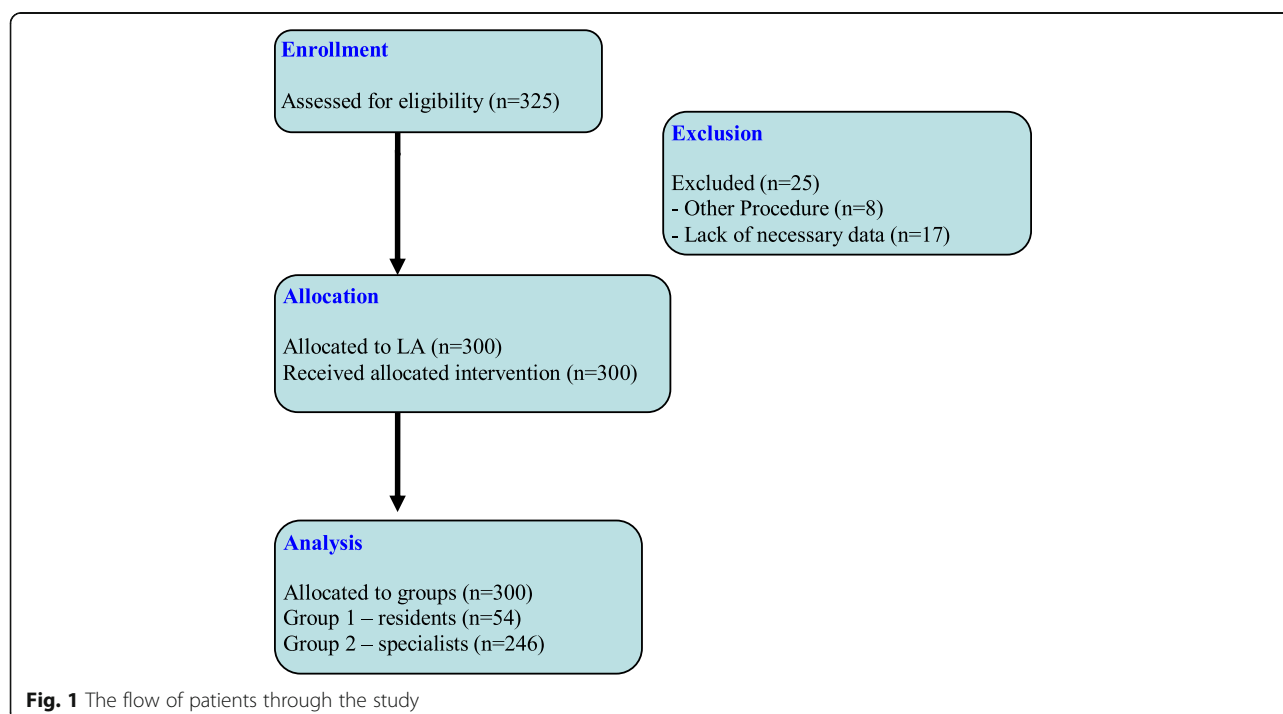 Enrollment
Assessed for eligibility (n=325)
Exclusion
Excluded (n=25)
- Other Procedure (n=8)
- Lack of necessary data (n=17)
Allocation
Allocated to LA (n=300)
Received allocated intervention (n=300)
Analysis
Allocated to groups (n=300)
Group 1 – residents (n=54)
Group 2 – specialists (n=246)
Fig. 1 The flow of patients through the study